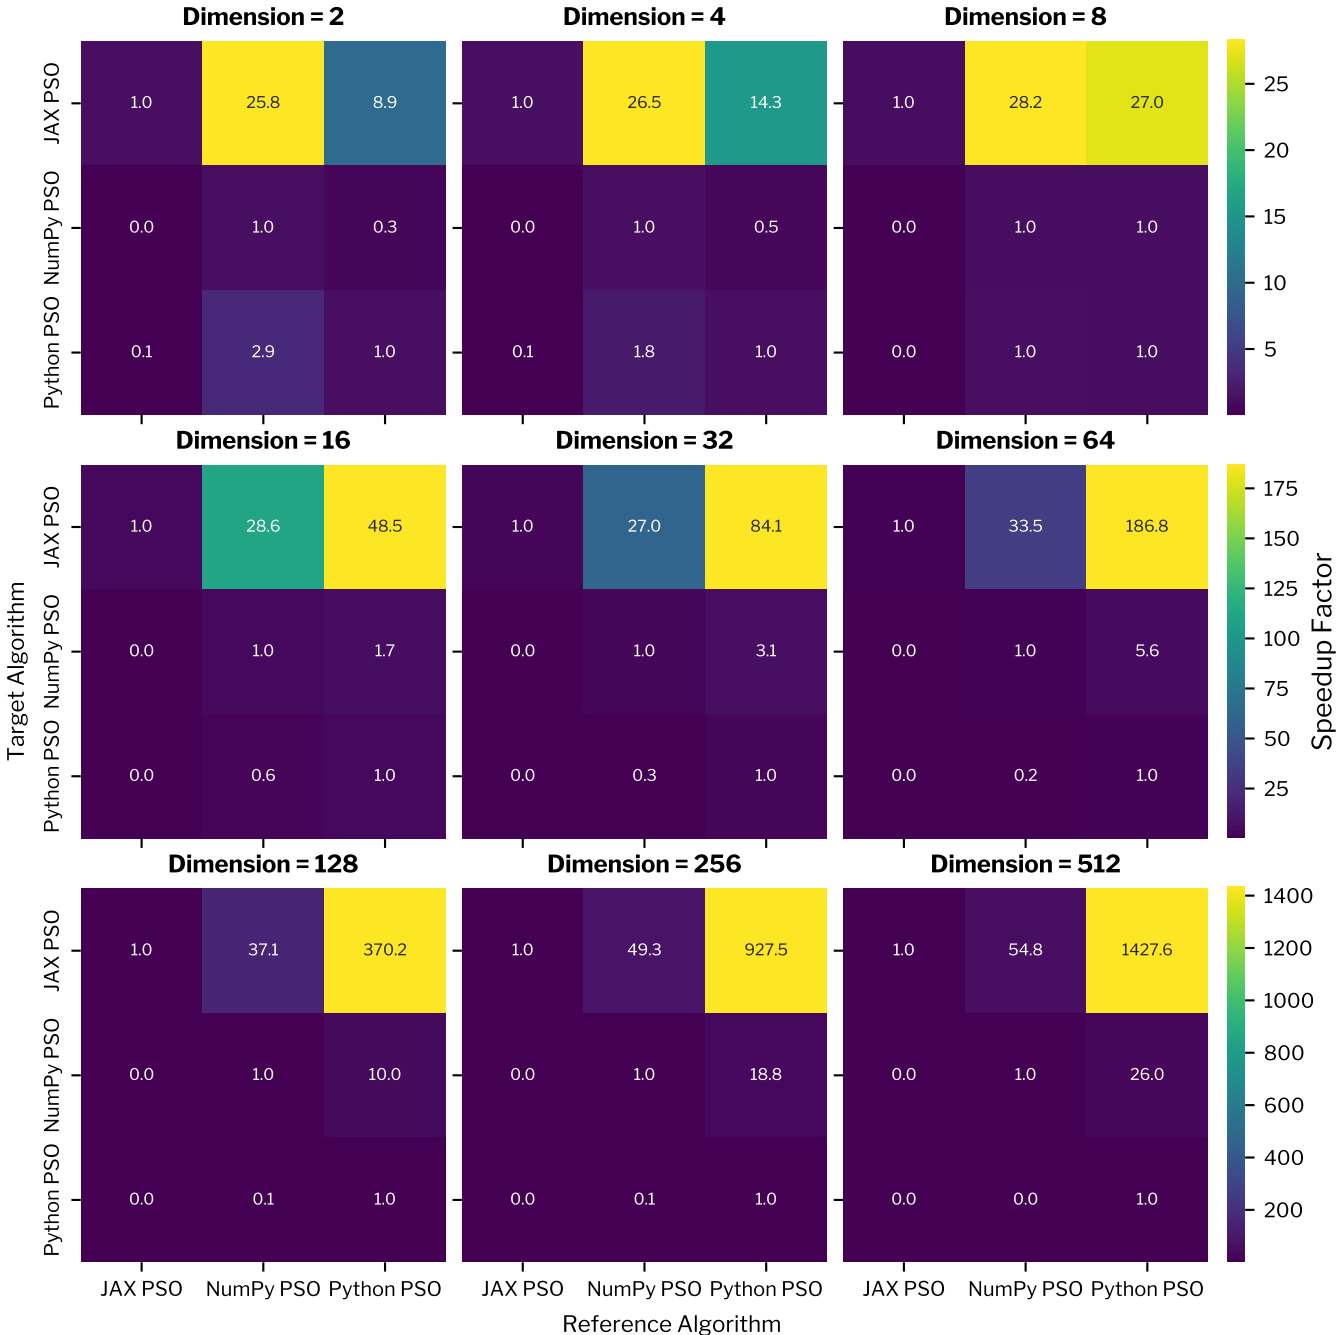 Dimension = 2
Dimension = 4
Dimension = 8
JAX PSO
1.0 25.8 8.9
1.0 26.5 14.3
1.0 28.2 27.0
NumPy PSO
0.0 1.0 0.3
0.0 1.0 0.5
0.0 1.0 1.0
Python PSO
0.1 2.9 1.0
0.1 1.8 1.0
0.0 1.0 1.0
25
20
15
10
5
Dimension = 16
Dimension = 32
Dimension = 64
JAX PSO
1.0 28.6 48.5
1.0 27.0 84.1
1.0 33.5 186.8
NumPy PSO
0.0 1.0 1.7
0.0 1.0 3.1
0.0 1.0 5.6
Python PSO
0.0 0.6 1.0
0.0 0.3 1.0
0.0 0.2 1.0
175
150
125
100
75
50
25
Target Algorithm
Speedup Factor
Dimension = 128
Dimension = 256
Dimension = 512
JAX PSO
1.0 37.1 370.2
1.0 49.3 927.5
1.0 54.8 1427.6
NumPy PSO
0.0 1.0 10.0
0.0 1.0 18.8
0.0 1.0 26.0
Python PSO
0.0 0.1 1.0
0.0 0.1 1.0
0.0 0.0 1.0
1400
1200
1000
800
600
400
200
JAX PSO NumPy PSO Python PSO
JAX PSO NumPy PSO Python PSO
JAX PSO NumPy PSO Python PSO
Reference Algorithm